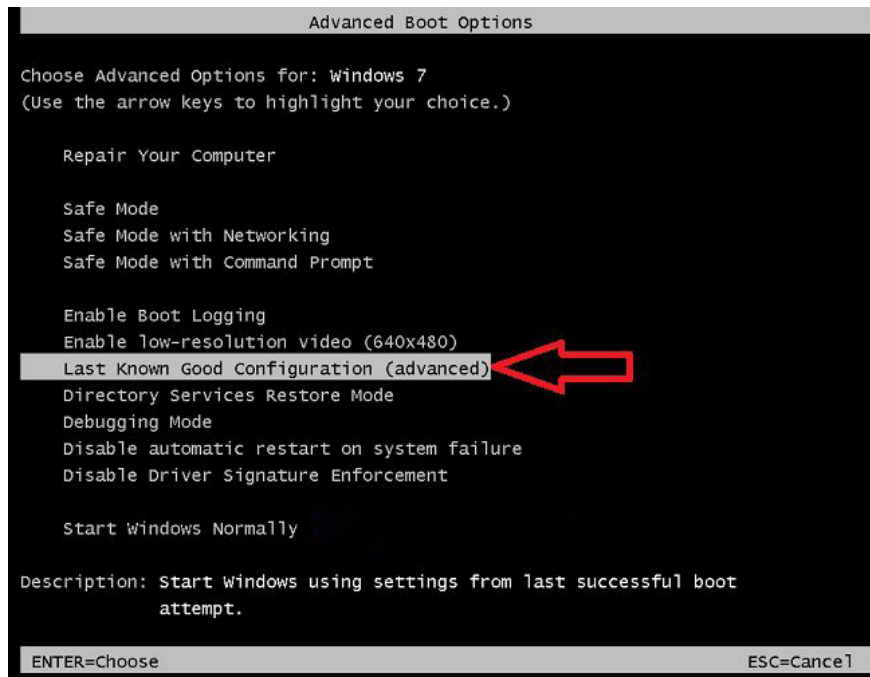 Advanced Boot Options
Choose Advanced Options for: Windows 7
(Use the arrow keys to highlight your choice.)
Repair Your Computer
Safe Mode
Safe Mode with Networking
Safe Mode with Command Prompt
Enable Boot Logging
Enable low-resolution video (640x480)
Last Known Good Configuration (advanced)
Directory Services Restore Mode
Debugging Mode
Disable automatic restart on system failure
Disable Driver Signature Enforcement
Start Windows Normally
Description: Start Windows using settings from last successful boot
attempt.
ENTER=Choose ESC=Cancel